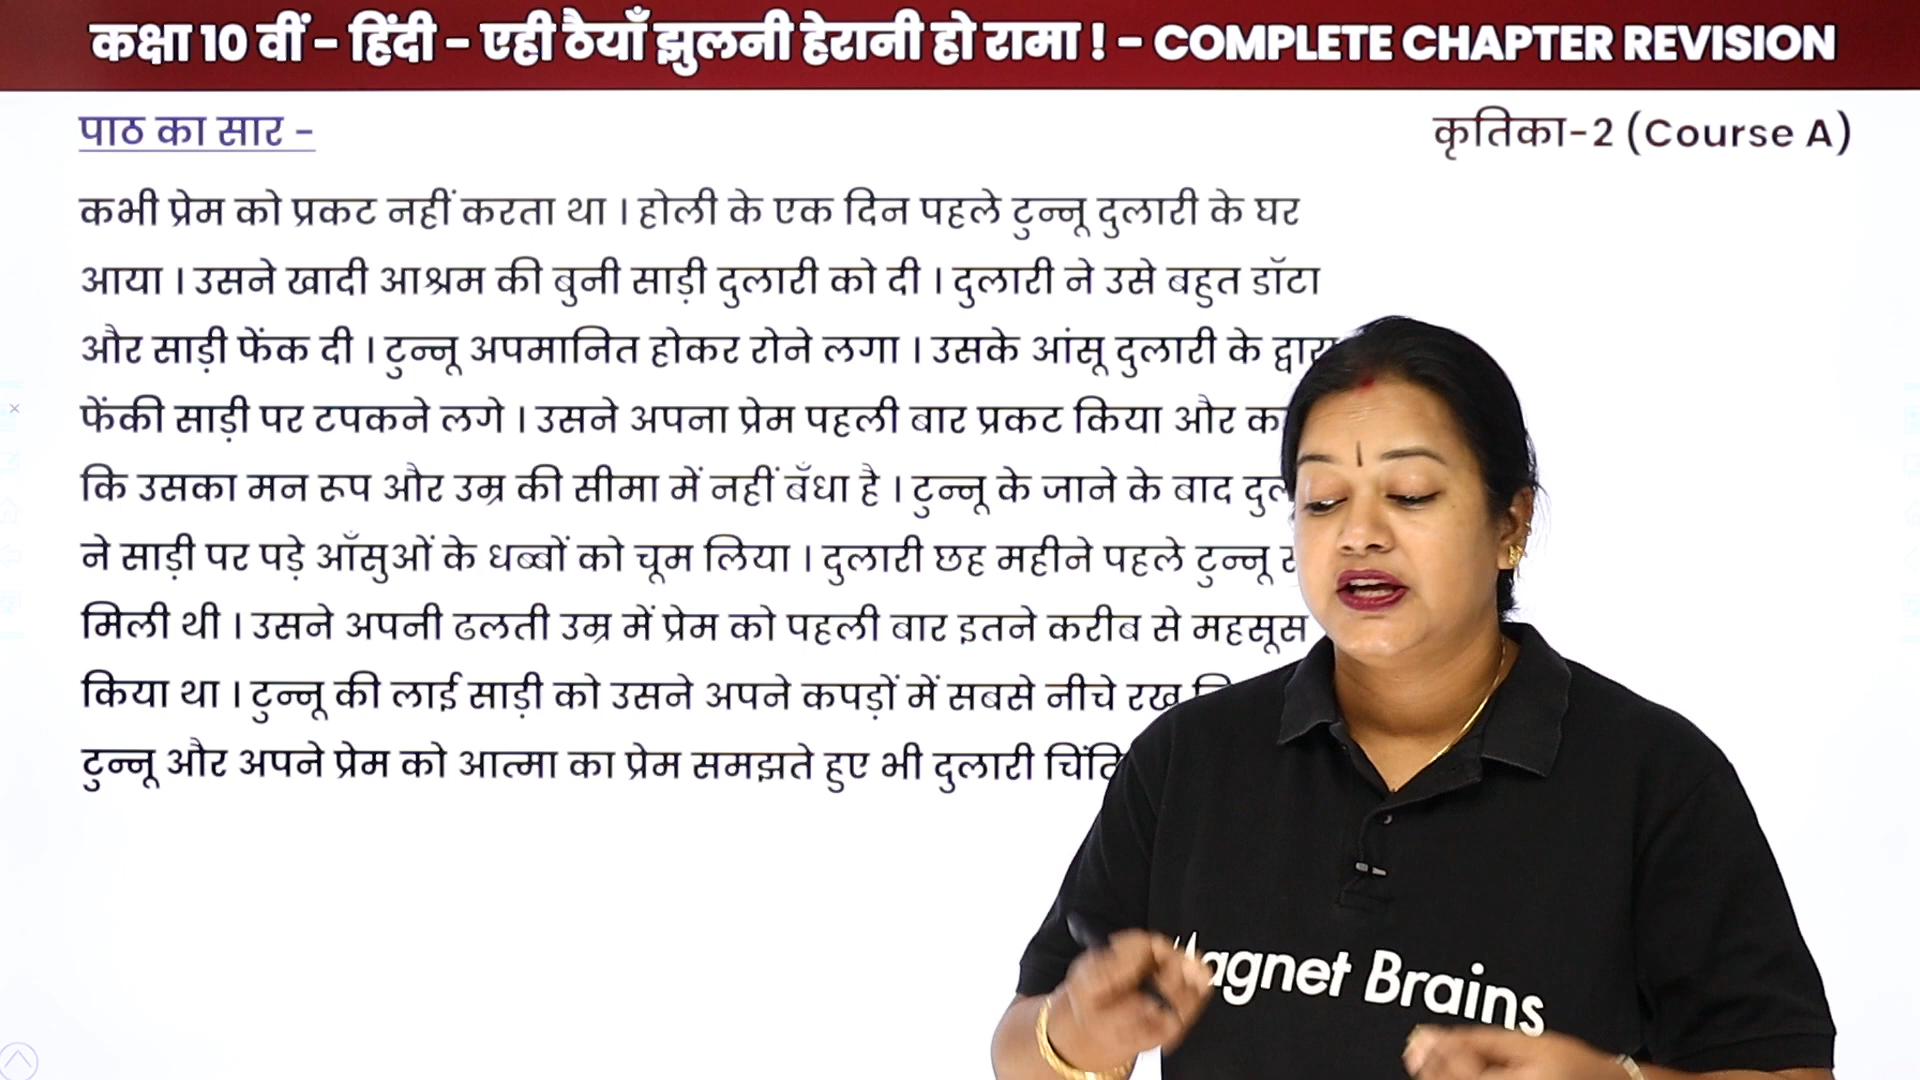 कक्षा 10 वीं - हिंदी - एही ठैयाँ झुलनी हेरानी हो रामा ! - COMPLETE CHAPTER REVISION
पाठ का सार -
कृतिका-2 (Course A)
कभी प्रेम को प्रकट नहीं करता था । होली के एक दिन पहले टुन्नू दुलारी के घर
आया । उसने खादी आश्रम की बुनी साड़ी दुलारी को दी । दुलारी ने उसे बहुत डॉटा
और साड़ी फेंक दी । टुन्नू अपमानित होकर रोने लगा । उसके आंसू दुलारी के द्वारा
फेंकी साड़ी पर टपकने लगे । उसने अपना प्रेम पहली बार प्रकट किया और
कि उसका मन रूप और उम्र की सीमा में नहीं बँधा है । टुन्नू के जाने के बाद
ने साड़ी पर पड़े आँसुओं के धब्बों को चूम लिया । दुलारी छह महीने पहले टुन्नू
मिली थी । उसने अपनी ढलती उम्र में प्रेम को पहली बार इतने करीब से महसूस
किया था । टुन्नू की लाई साड़ी को उसने अपने कपड़ों में सबसे नीचे रख
टुन्नू और अपने प्रेम को आत्मा का प्रेम समझते हुए भी दुलारी
Magnet Brains